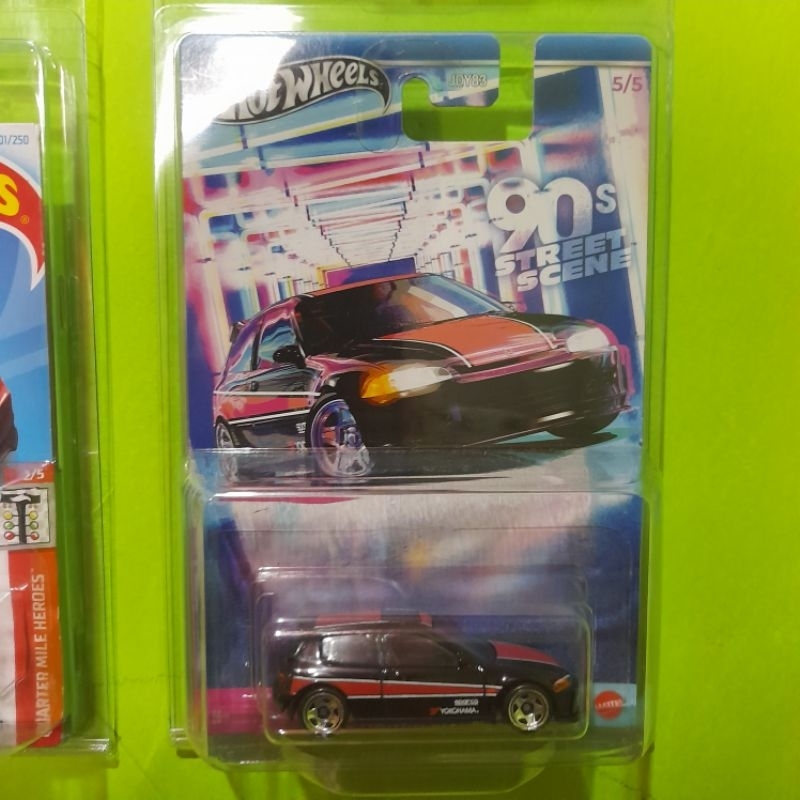 HOT WHEELS
JDY83
5/5
90s
STREET
SCENE
YOKOHAMA
MATTEL
01/250
S
2/5
QUARTER MILE HEROES